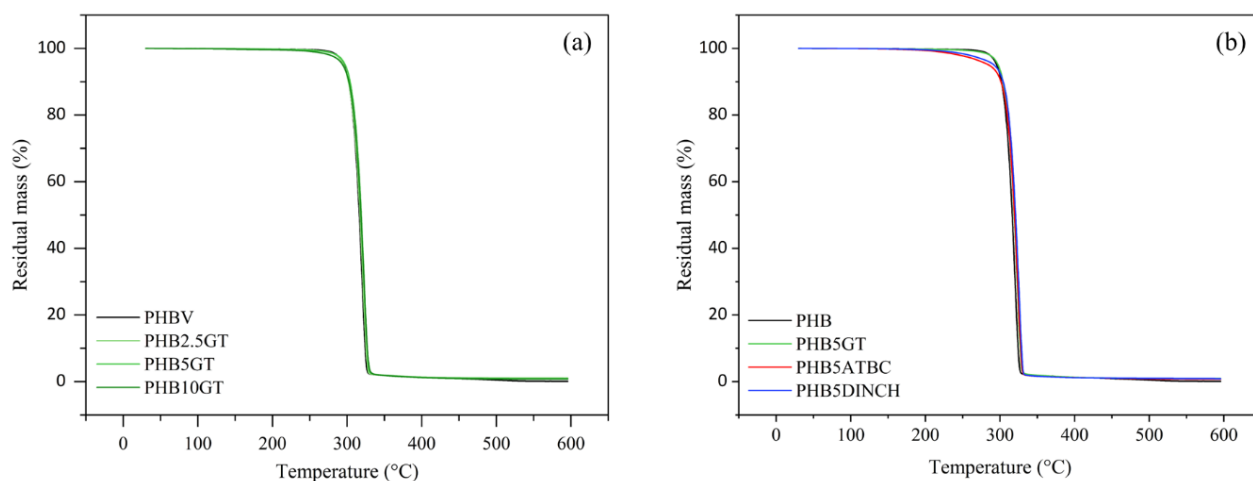 (a)
100
80
60
40
20
0
Residual mass (%)
PHBV
PHB2.5GT
PHB5GT
PHB10GT
0 100 200 300 400 500 600
Temperature (°C)
(b)
100
80
60
40
20
0
Residual mass (%)
PHB
PHB5GT
PHB5ATBC
PHB5DINCH
0 100 200 300 400 500 600
Temperature (°C)